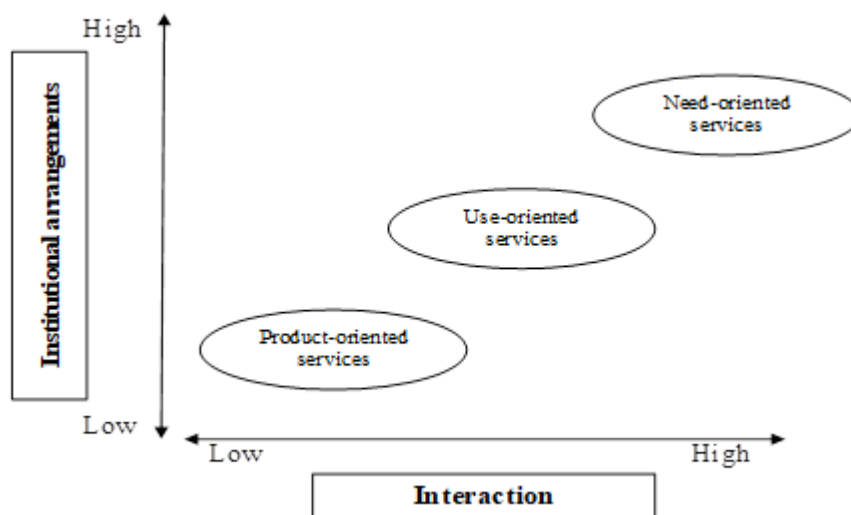 High
Need-oriented
services
Institutional arrangements
Use-oriented
services
Product-oriented
services
Low
Low
High
Interaction